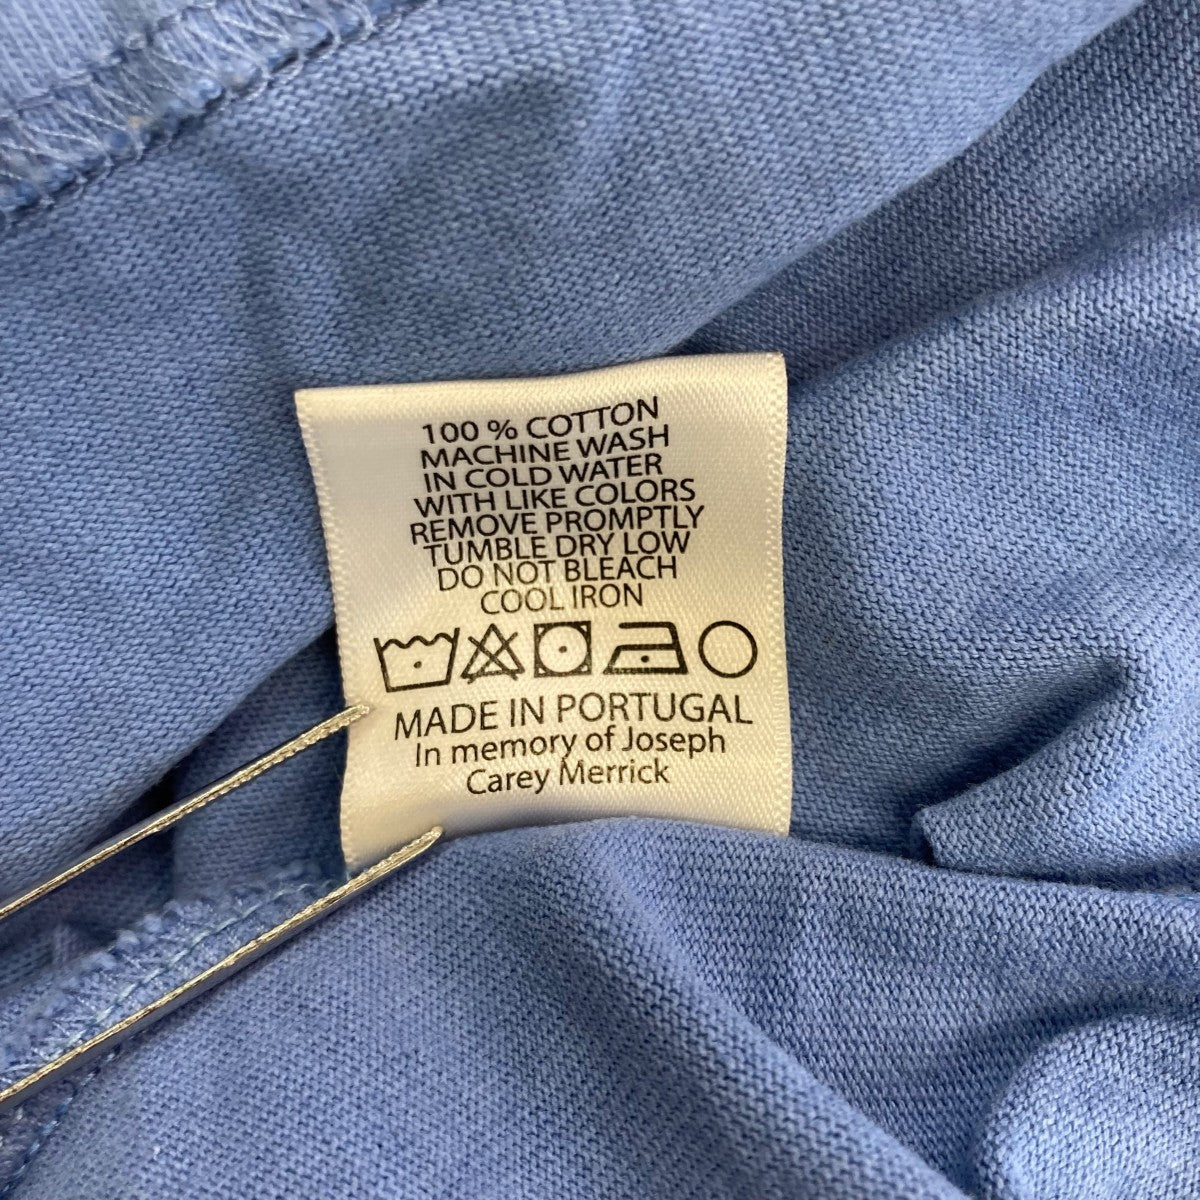 100 % COTTON
MACHINE WASH
IN COLD WATER
WITH LIKE COLORS
REMOVE PROMPTLY
TUMBLE DRY LOW
DO NOT BLEACH
COOL IRON
MADE IN PORTUGAL
In memory of Joseph
Carey Merrick